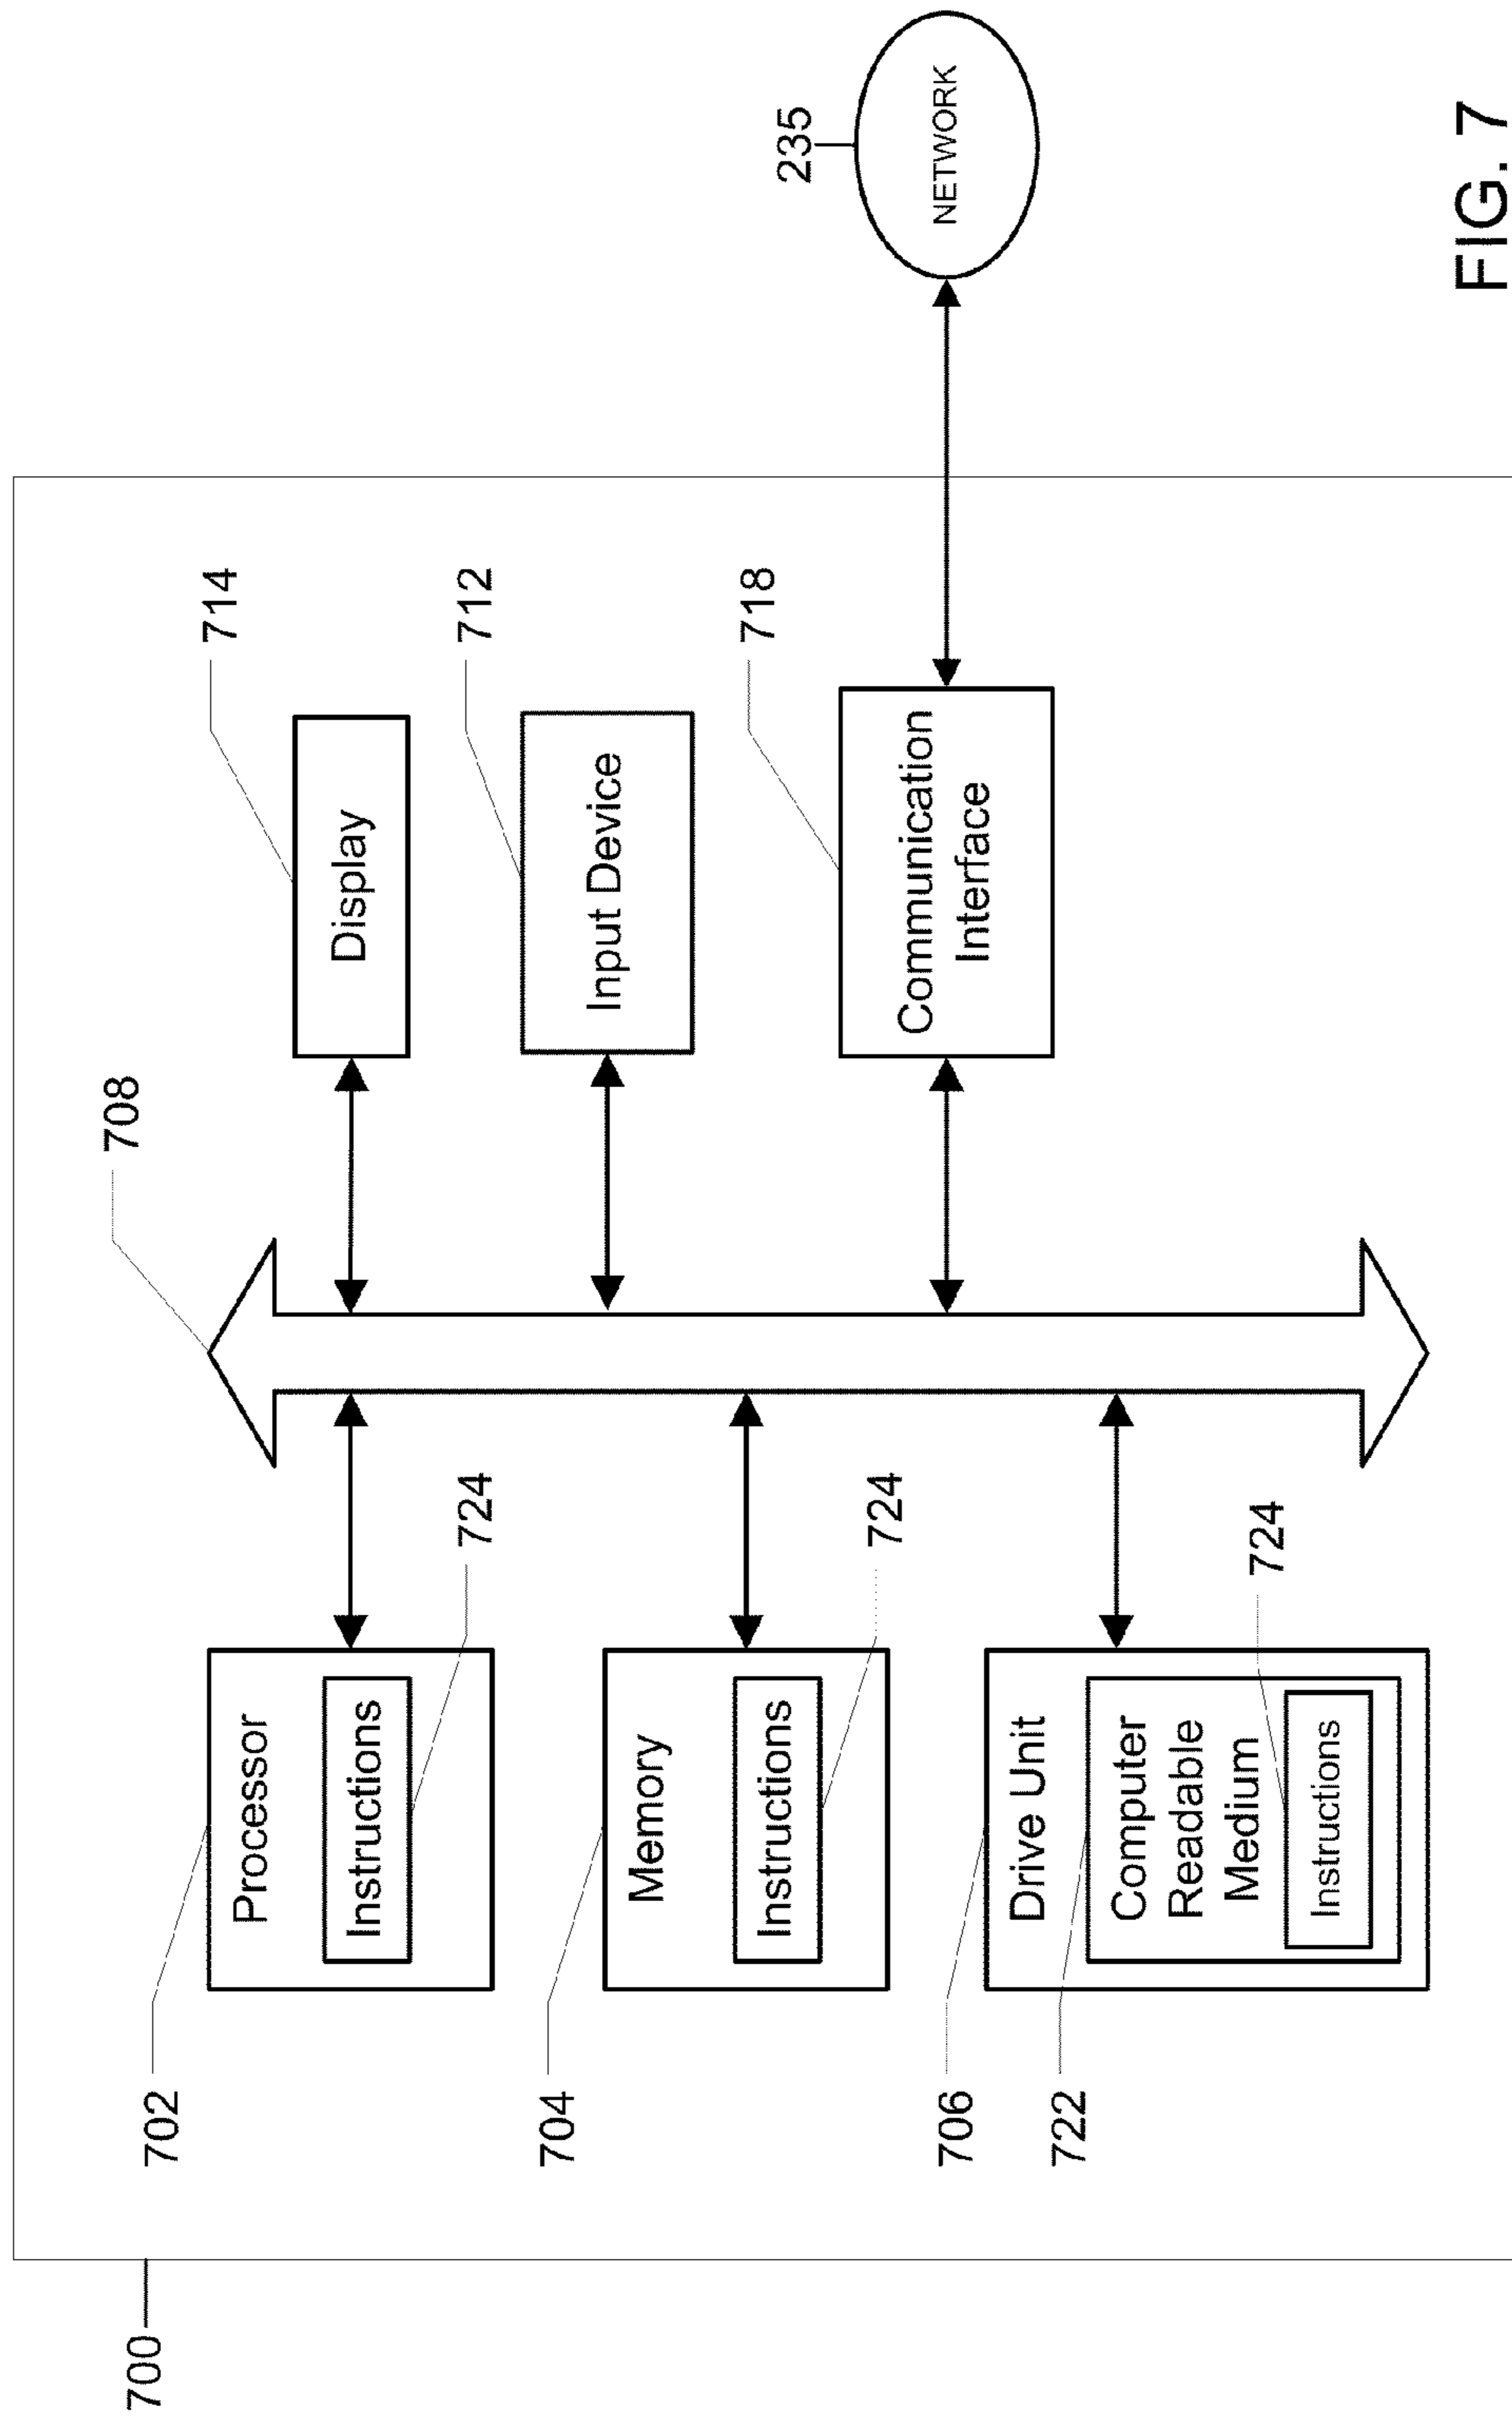 700
708
702
Processor
Instructions
724
714
Display
704
Memory
Instructions
724
712
Input Device
706
Drive Unit
722
Computer
Readable
Medium
724
Instructions
718
Communication
Interface
235
NETWORK
FIG. 7